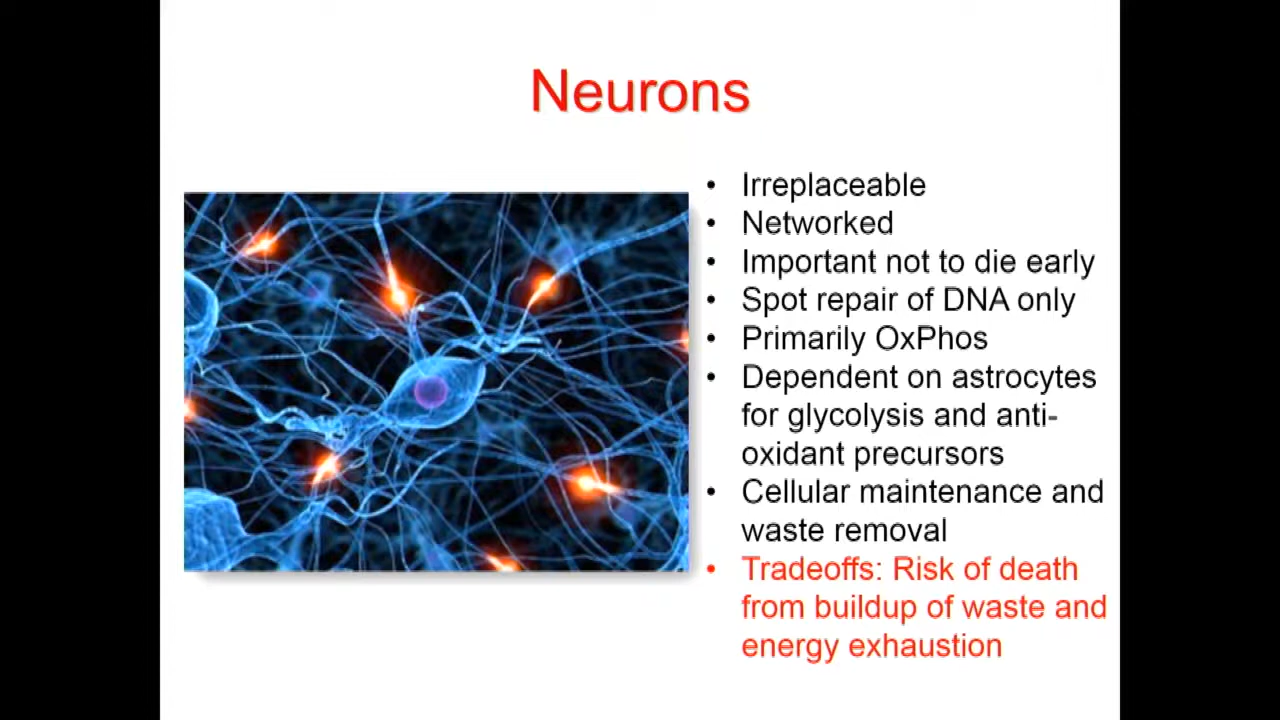 Neurons
• Irreplaceable
• Networked
• Important not to die early
• Spot repair of DNA only
• Primarily OxPhos
• Dependent on astrocytes
for glycolysis and anti-
oxidant precursors
• Cellular maintenance and
waste removal
• Tradeoffs: Risk of death
from buildup of waste and
energy exhaustion